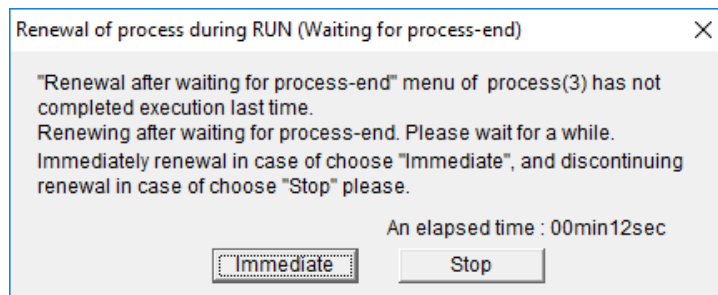 Renewal of process during RUN (Waiting for process-end)
"Renewal after waiting for process-end" menu of  process(3) has not
completed execution last time.
Renewing after waiting for process-end. Please wait for a while.
Immediately renewal in case of choose "Immediate", and discontinuing
renewal in case of choose "Stop" please.
An elapsed time : 00min12sec
Immediate
Stop